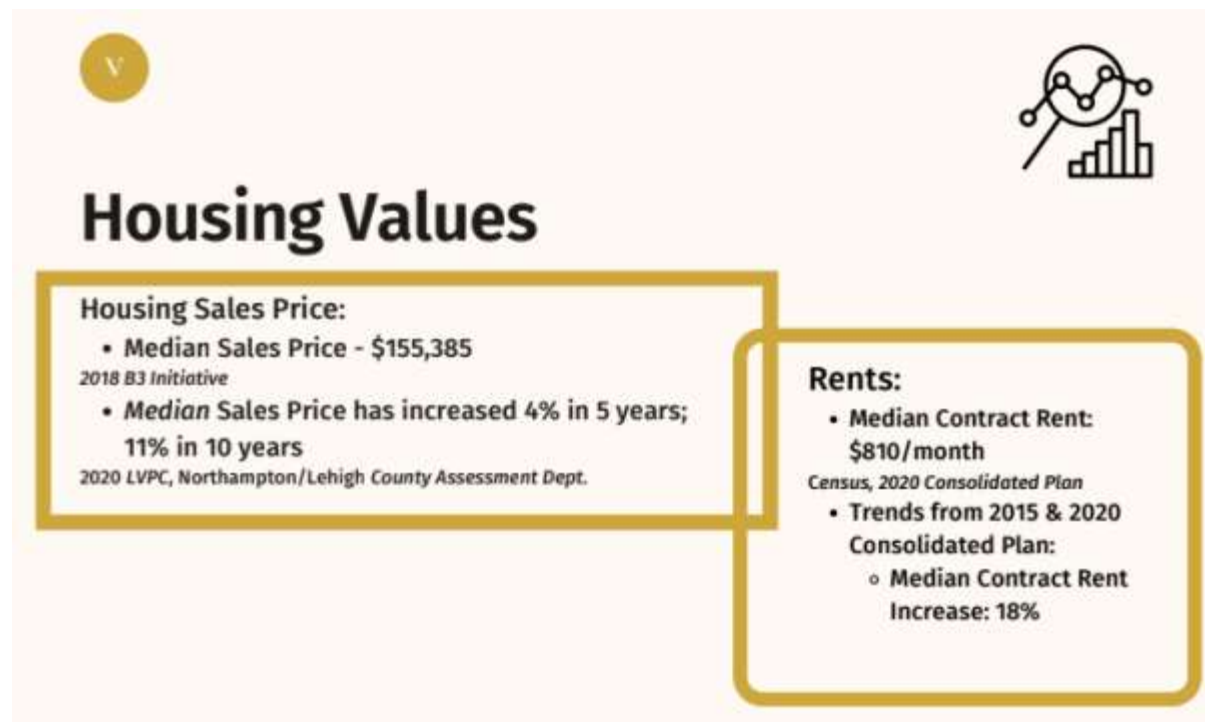 V
Housing Values
Housing Sales Price:
• Median Sales Price - $155,385
2018 B3 Initiative
• Median Sales Price has increased 4% in 5 years;
11% in 10 years
2020 LVPC, Northampton/Lehigh County Assessment Dept.
Rents:
• Median Contract Rent:
$810/month
Census, 2020 Consolidated Plan
• Trends from 2015 & 2020
Consolidated Plan:
◦ Median Contract Rent
Increase: 18%